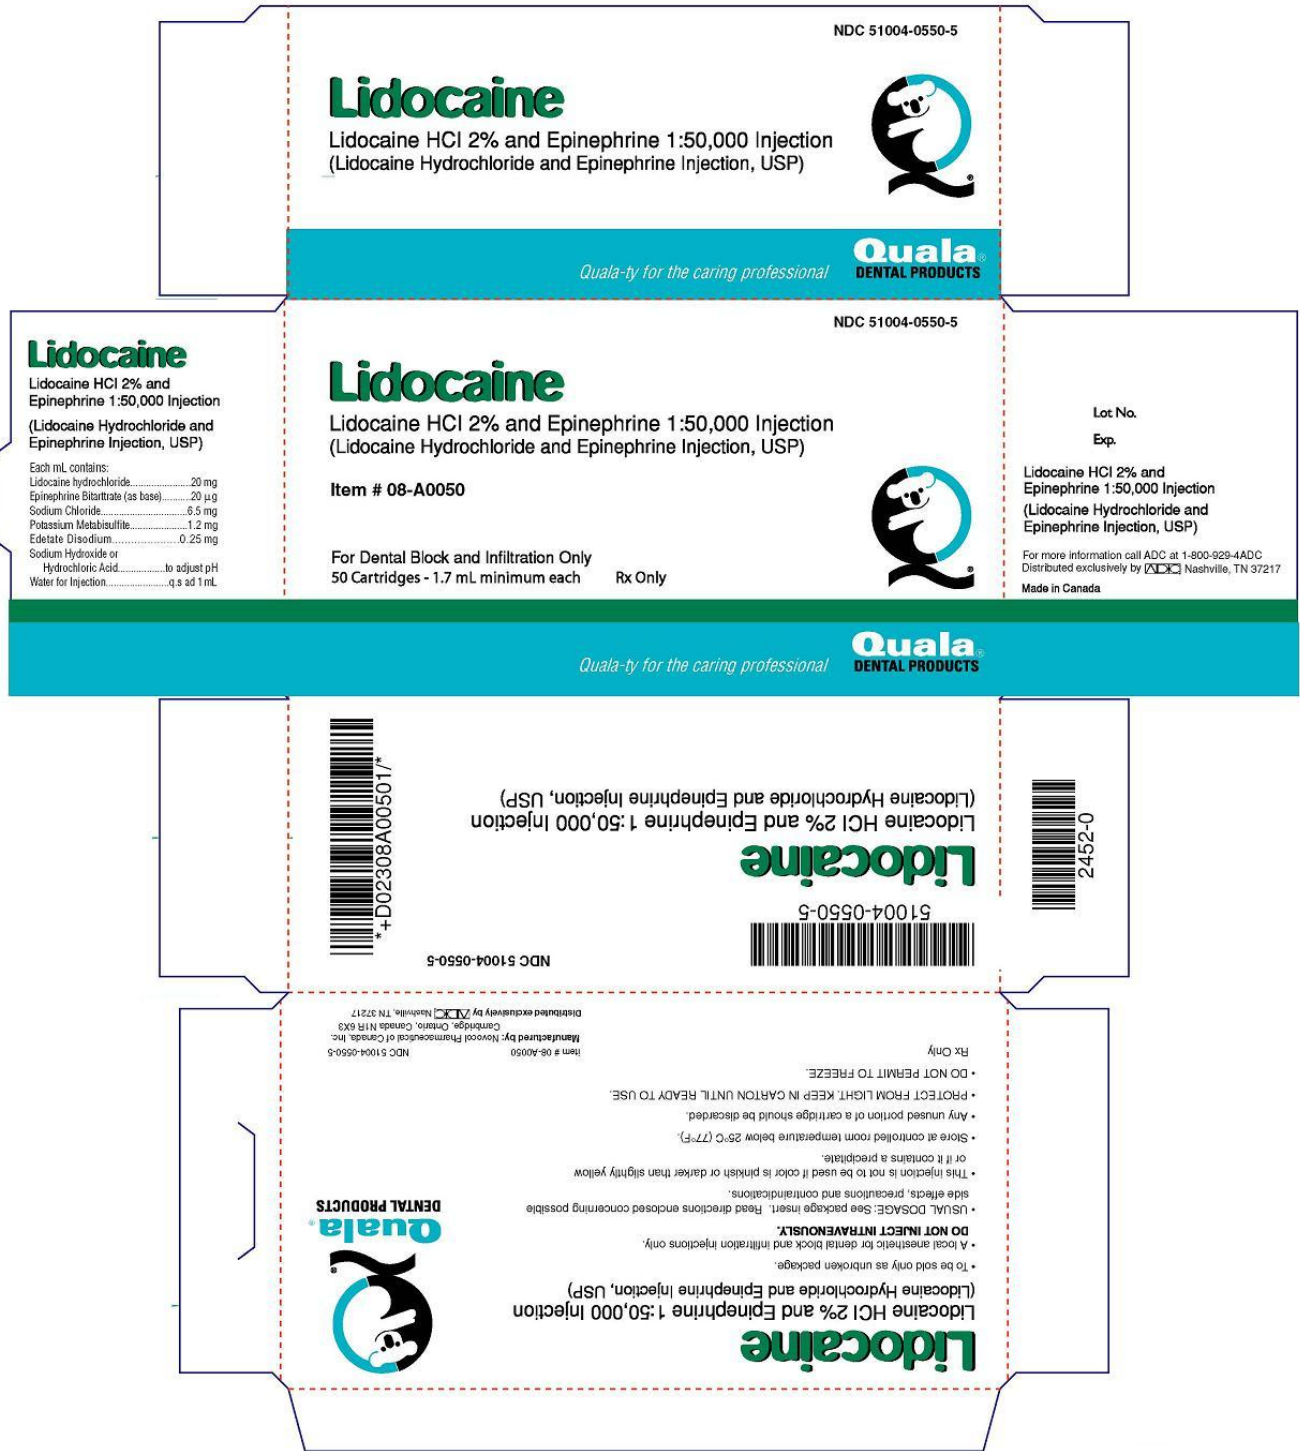 NDC 51004-0550-5
Lidocaine
Lidocaine HCl 2% and Epinephrine 1:50,000 Injection
(Lidocaine Hydrochloride and Epinephrine Injection, USP)
®
Quala®
DENTAL PRODUCTS
Quala-ty for the caring professional
Lidocaine
Lidocaine HCl 2% and
Epinephrine 1:50,000 Injection
(Lidocaine Hydrochloride and
Epinephrine Injection, USP)
Each mL contains:
Lidocaine hydrochloride......................20 mg
Epinephrine Bitarttrate (as base)..........20 µg
Sodium Chloride...............................6.5 mg
Potassium Metabisulfite.....................1.2 mg
Edetate Disodium.....................0.25 mg
Sodium Hydroxide or
Hydrochloric Acid.................to adjust pH
Water for Injection.......................q.s ad 1mL
NDC 51004-0550-5
Lidocaine
Lidocaine HCl 2% and Epinephrine 1:50,000 Injection
(Lidocaine Hydrochloride and Epinephrine Injection, USP)
Item # 08-A0050
For Dental Block and Infiltration Only
50 Cartridges - 1.7 mL minimum each Rx Only
®
Lot No.
Exp.
Lidocaine HCl 2% and
Epinephrine 1:50,000 Injection
(Lidocaine Hydrochloride and
Epinephrine Injection, USP)
For more information call ADC at 1-800-929-4ADC
Distributed exclusively by ADC Nashville, TN 37217
Made in Canada
Quala-ty for the caring professional
Quala®
DENTAL PRODUCTS
*+D02308A00501/*
NDC 51004-0550-5
51004-0550-5
Lidocaine
Lidocaine HCl 2% and Epinephrine 1:50,000 Injection
(Lidocaine Hydrochloride and Epinephrine Injection, USP)
2452-0
Lidocaine
Lidocaine HCl 2% and Epinephrine 1:50,000 Injection
(Lidocaine Hydrochloride and Epinephrine Injection, USP)
• To be sold only as unbroken package.
• A local anesthetic for dental block and infiltration injections only.
DO NOT INJECT INTRAVENOUSLY.
• USUAL DOSAGE: See package insert. Read directions enclosed concerning possible
side effects, precautions and contraindications.
• This injection is not to be used if color is pinkish or darker than slightly yellow
or if it contains a precipitate.
• Store at controlled room temperature below 25°C (77°F).
• Any unused portion of a cartridge should be discarded.
• PROTECT FROM LIGHT. KEEP IN CARTON UNTIL READY TO USE.
• DO NOT PERMIT TO FREEZE.
Rx Only
®
Quala®
DENTAL PRODUCTS
item # 08-A0050 NDC 51004-0550-5
Manufactured by: Novocol Pharmaceutical of Canada, Inc.
Cambridge, Ontario, Canada N1R 6X3
Distributed exclusively by ADC Nashville, TN 37217